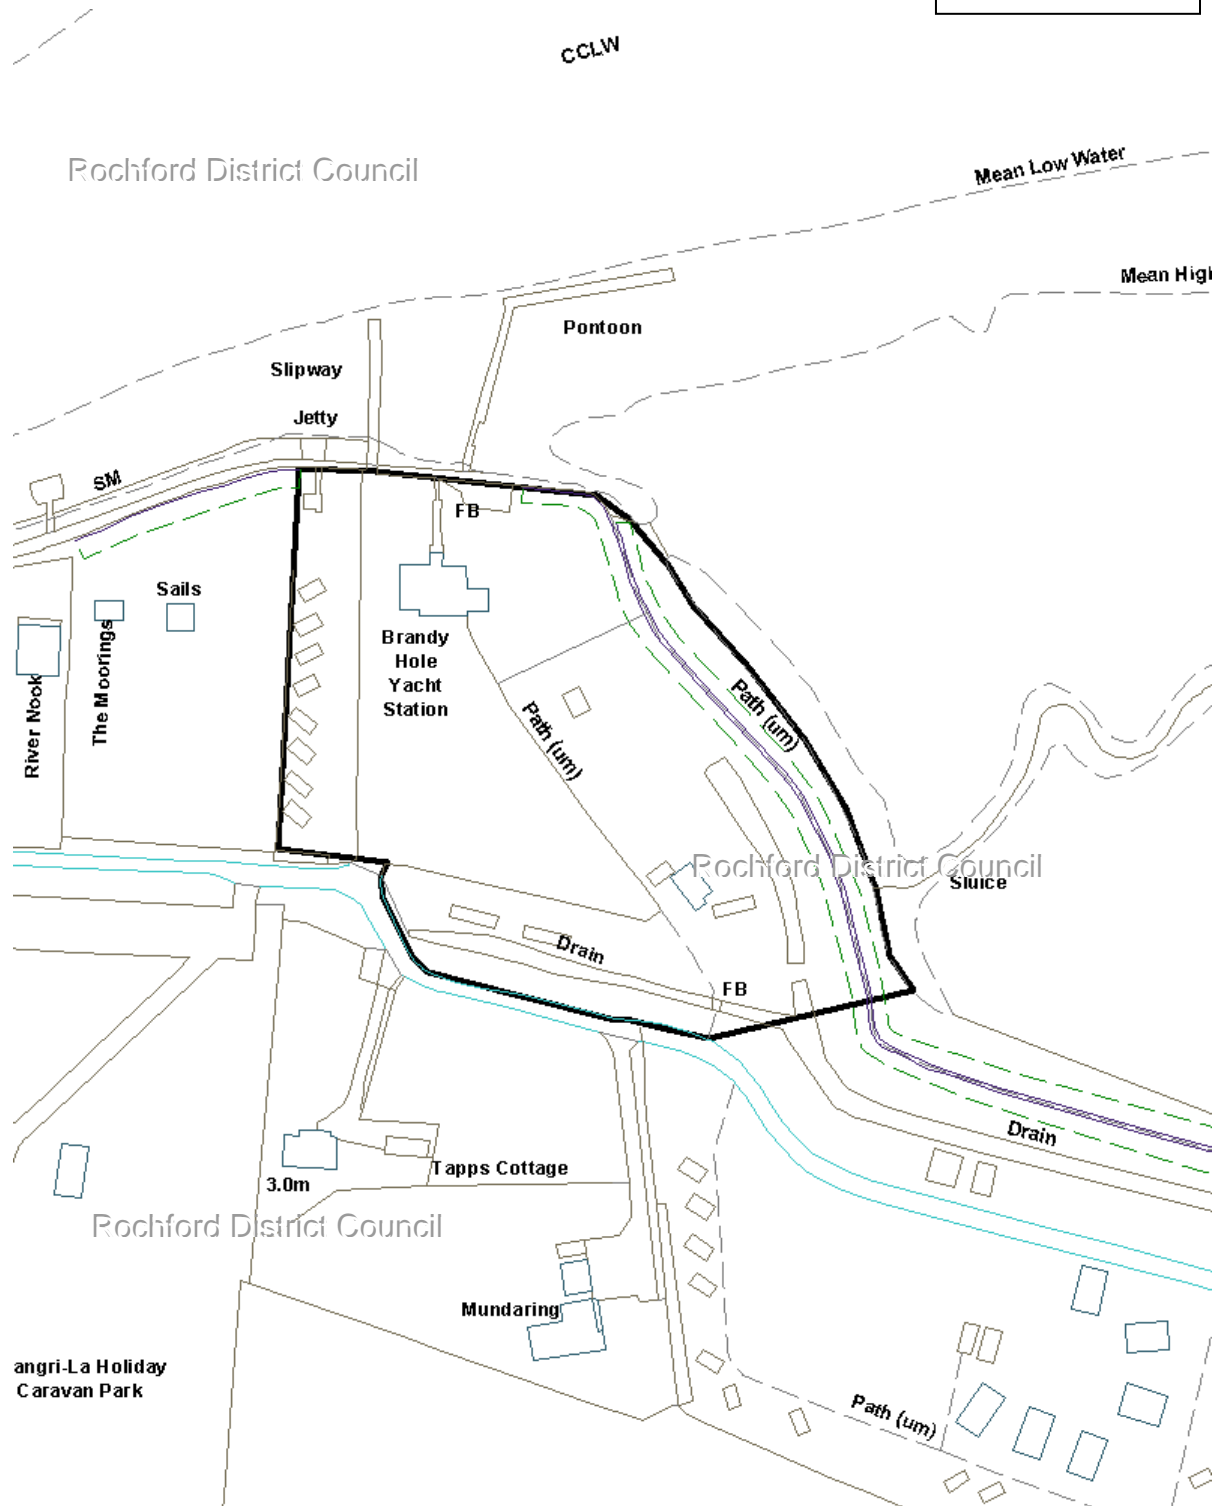 CCLW
Rochford District Council
Mean Low Water
Mean High
Pontoon
Slipway
Jetty
SM
FB
Sails
The Moorings
River Nook
Brandy
Hole
Yacht
Station
Path (um)
Path (um)
Rochford District Council
Sluice
Drain
FB
Drain
Tapps Cottage
3.0m
Rochford District Council
Mundaring
angri-La Holiday
Caravan Park
Path (um)